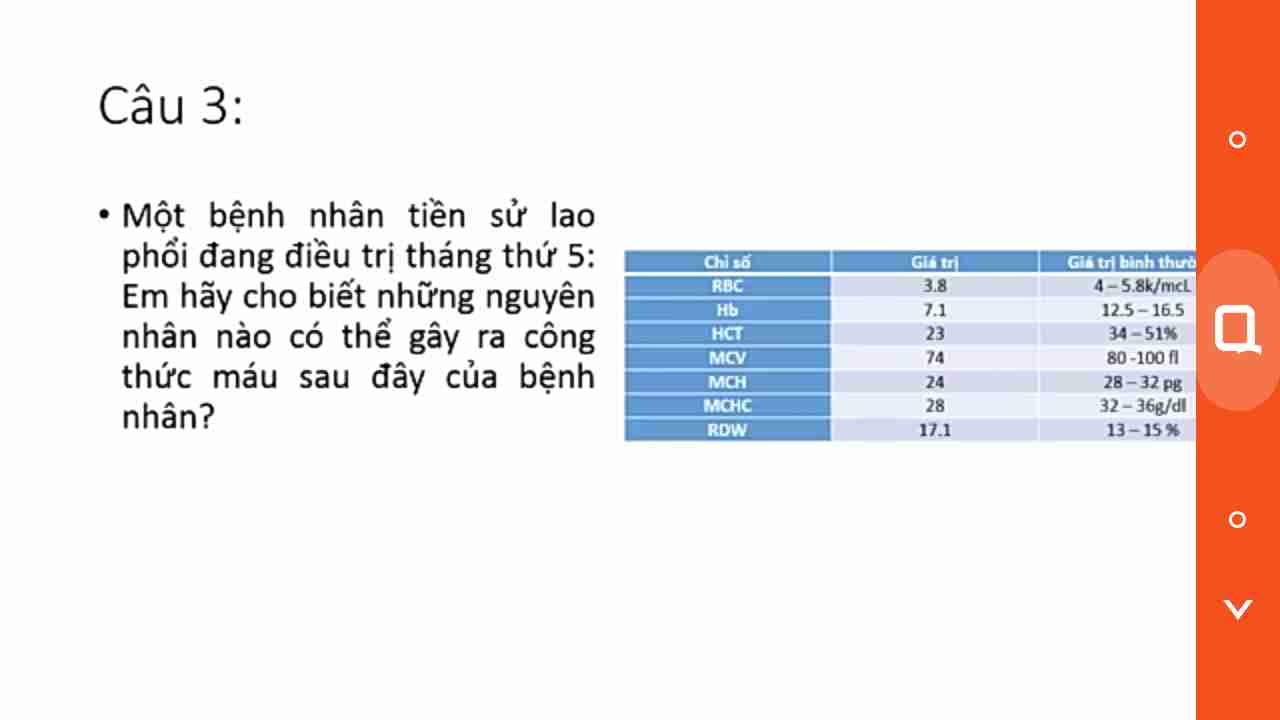 Câu 3:
• Một bệnh nhân tiền sử lao
phổi đang điều trị tháng thứ 5:
Em hãy cho biết những nguyên
nhân nào có thể gây ra công
thức máu sau đây của bệnh
nhân?
Chỉ số Giá trị Giá trị bình thườ
RBC 3.8 4 – 5.8k/mcL
Hb 7.1 12.5 – 16.5
HCT 23 34 – 51%
MCV 74 80 -100 fl
MCH 24 28 – 32 pg
MCHC 28 32 – 36g/dl
RDW 17.1 13 – 15 %